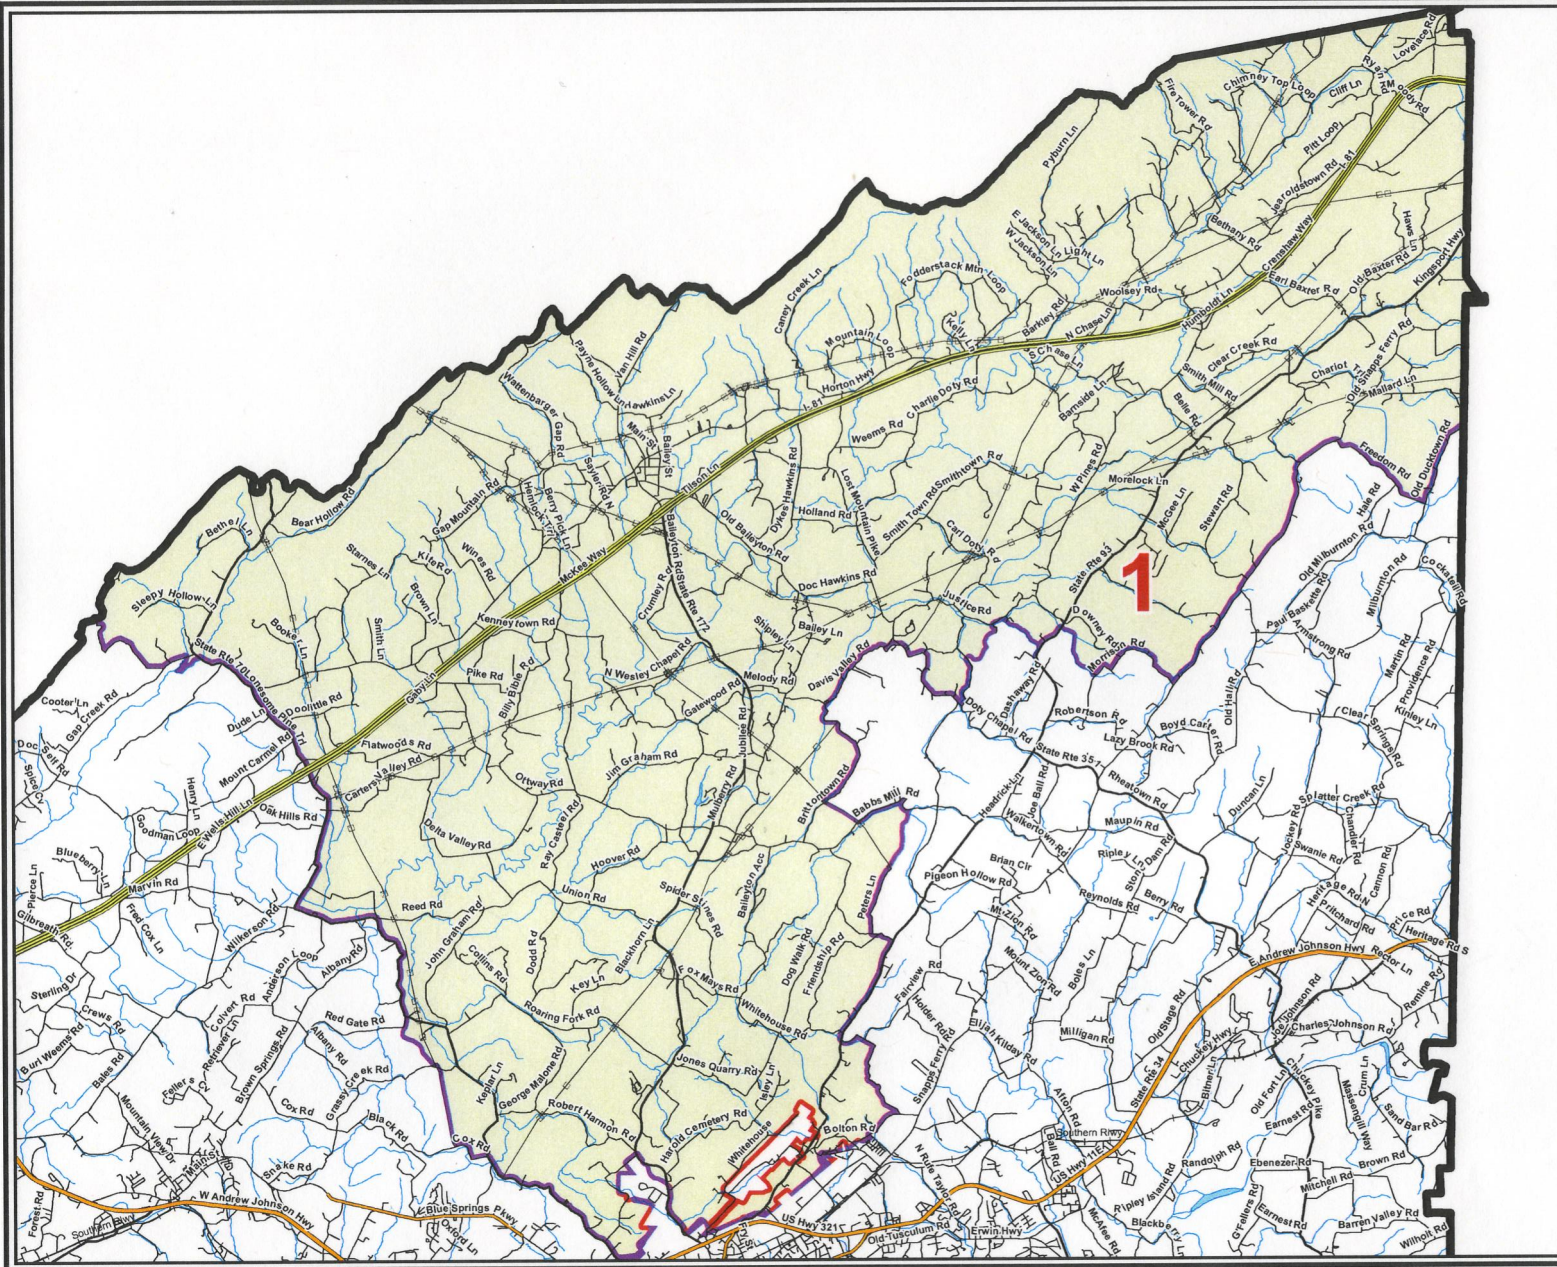 Lovelace Rd
Ryan Rd
Moody Rd
Chimney Top Loop
Cliff Ln
Fire Tower Rd
Pitt Loop
Pyburn Ln
I-81
Jearoldstown Rd
Bethany Rd
Haws Ln
E Jackson Ln
W Jackson Ln
Light Ln
Crenshaw Way
Kingsport Hwy
Old Baxter Rd
Earl Baxter Rd
Fodderstack Mtn Loop
Caney Creek Ln
Woolsey Rd
Humboldt Ln
Barkley Rd
N Chase Ln
Kelly Ln
Mountain Loop
S Chase Ln
Clear Creek Rd
Old Snapps Ferry Rd
Van Hill Rd
Payne Hollow Ln
Horton Hwy
Smith Mill Rd
Chariot Trl
Mallard Ln
Wattenbarger Gap Rd
Hawkins Ln
I-81
Charlie Doty Rd
Barnside Ln
Belle Rd
Main St
Bailey St
Weems Rd
Freedom Rd
Old Ducktown Rd
Saylor Rd N
Tilson Ln
Dykes Hawkins Rd
Lost Mountain Pike
Smithtown Rd
W Pines Rd
Morelock Ln
Bear Hollow Rd
Gap Mountain Rd
Hemlock Trl
Berry Pick Ln
Holland Rd
Smith Town Rd
McGee Ln
Stewart Rd
Hale Rd
Bethel Ln
Old Baileyton Rd
Carl Doty Rd
Old Milburnton Rd
Starnes Ln
Kite Rd
Wines Rd
McKee Way
Baileyton Rd
State Rte 172
Doc Hawkins Rd
State Rte 93
1
Milburnton Rd
Cockatell Rd
Sleepy Hollow Ln
Brown Ln
Crumley Rd
Justice Rd
Downey Rd
Paul Baskette Rd
Booker Ln
Smith Ln
Kenneytown Rd
Shipley Ln
Bailey Ln
Armstrong Rd
State Rte 70
Lonesome Pine Trl
Pike Rd
Billy Bible Rd
N Wesley Chapel Rd
Melody Rd
Davis Valley Rd
Morrison Rd
Martin Rd
Providence Rd
Cooter Ln
Gap Creek Rd
Dude Ln
Doolittle Rd
Gaby Ln
Gatewood Rd
Dashaway Rd
Old Hall Rd
Doty Chapel Rd
Robertson Rd
Boyd Carter Rd
Clear Springs Rd
Kinley Ln
Doc Sell Rd
Mount Carmel Rd
Flatwoods Rd
Jubilee Rd
Lazy Brook Rd
State Rte 351
Carters Valley Rd
Jim Graham Rd
Ortway Rd
Mulberry Rd
Brittontown Rd
Headrick Ln
Joe Ball Rd
Rheatown Rd
Duncan Ln
Splatter Creek Rd
Henry Ln
E Wells Hill Ln
Oak Hills Rd
Babbs Mill Rd
Goodman Loop
Walkertown Rd
Maupin Rd
Jockey Rd
Chandler Rd
Delta Valley Rd
Ray Casteel Rd
Hoover Rd
Brian Cir
Ripley Ln
Ston Dam Rd
Swanie Rd
Blueberry Ln
Marvin Rd
Pigeon Hollow Rd
Baileyton Acc
Peters Ln
Union Rd
Spider Stines Rd
Reynolds Rd
Berry Rd
Heritage Rd N
Cannon Rd
Pierce Ln
Gilbreath Rd
Reed Rd
John Graham Rd
Mt Zion Rd
Pritchard Rd
Price Rd
Fred Cox Ln
Wilkerson Rd
Heritage Rd S
Albany Rd
Collins Rd
Dodd Rd
Blackhorn Ln
Dog Walk Rd
Friendship Rd
Mount Zion Rd
Boles Ln
E Andrew Johnson Hwy
Rector Ln
Anderson Loop
Key Ln
Fox Mays Rd
Fairview Rd
Sterling Dr
Remine Rd
Colvert Rd
Roaring Fork Rd
Whitehouse Rd
Holder Rd
Old Stage Rd
Joe Johnson Rd
Crews Rd
Red Gate Rd
Elijah Kilday Rd
Milligan Rd
Charles Johnson Rd
Burl Weems Rd
Retriever Ln
Albany Rd
Brown Springs Rd
Chuckey Hwy
Bales Rd
Grassy Creek Rd
Jones Quarry Rd
Snapps Ferry Rd
State Rte 34
Bitner Ln
Chuckey Pike
Crum Ln
Keplar Ln
George Malone Rd
Isley Ln
Old Fort Ln
Massengill Way
Mountain View Dr
Cox Rd
Black Rd
Robert Harmon Rd
Harold Cemetery Rd
Afton Rd
Earnest Rd
Sand Bar Rd
Whitehouse
Bolton Rd
Southern Rlwy
Cox Rd
Ball Rd
US Hwy 11E
Main St
Snake Rd
N Rufe Taylor Rd
Randolph Rd
Ebenezer Rd
Brown Rd
Forest Rd
W Andrew Johnson Hwy
Mitchell Rd
Blue Springs Pkwy
Ripley Island Rd
G Fellers Rd
Southern Rlwy
Oxford Ln
US Hwy 321
Old Tusculum Rd
Erwin Hwy
McAfee Rd
Blackberry Ln
Earnest Rd
Barren Valley Rd
Wilhoit Rd